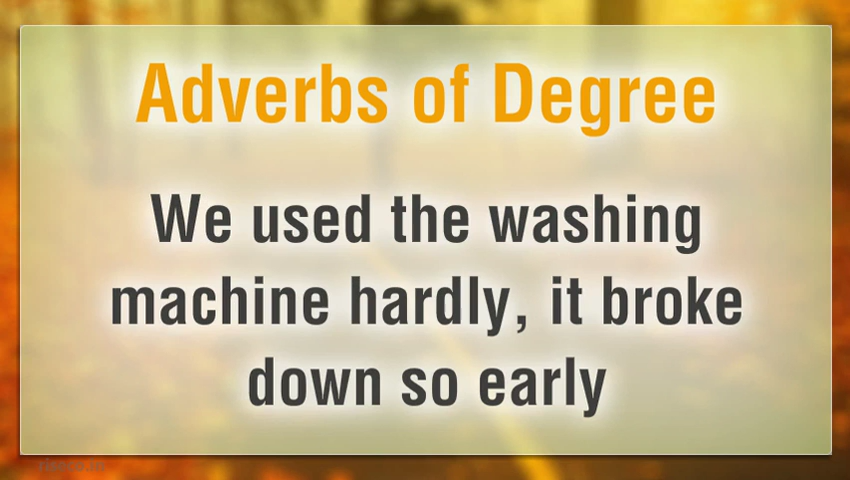 Adverbs of Degree
We used the washing
machine hardly, it broke
down so early